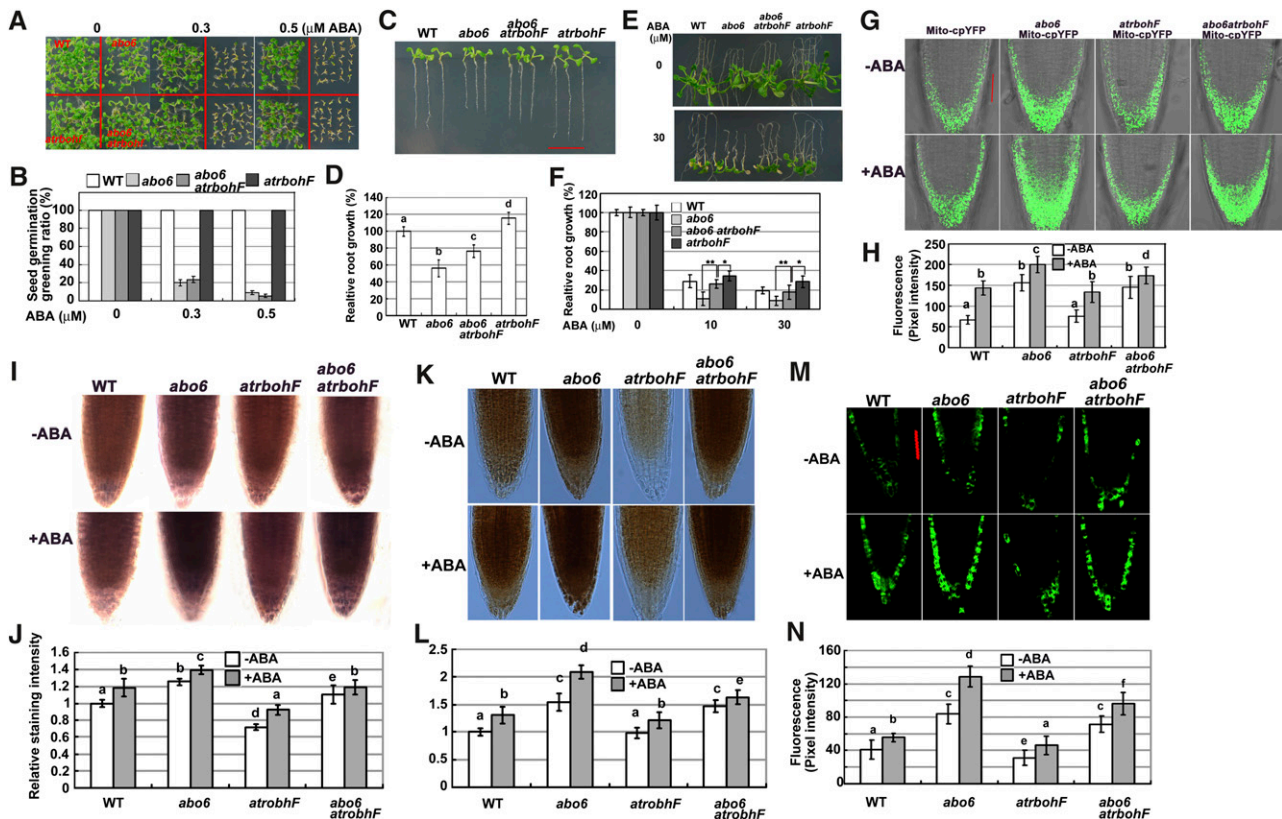 A
0
0.3
0.5 (μM ABA)
WT
abo6
atrbohF
abo6
atrbohF
B
WT
abo6
abo6 atrbohF
atrbohF
Seed germination
greening ratio (%)
100
80
60
40
20
0
ABA (μM)
0
0.3
0.5
C
WT
abo6
abo6
atrbohF
atrbohF
D
Realtive root growth (%)
140
120
100
80
60
40
20
0
a
b
c
d
WT
abo6
abo6
atrbohF
atrbohF
E
ABA
(μM)
WT
abo6
abo6
atrbohF
atrbohF
0
30
F
Realtive root growth (%)
120
100
80
60
40
20
0
WT
abo6
abo6 atrbohF
atrbohF
** *
** *
ABA (μM)
0
10
30
G
Mito-cpYFP
abo6
Mito-cpYFP
atrbohF
Mito-cpYFP
abo6atrbohF
Mito-cpYFP
-ABA
+ABA
H
Fluorescence
(Pixel intensity)
250
200
150
100
50
0
-ABA
+ABA
a b
b c
a b
b d
WT
abo6
atrbohF
abo6
atrbohF
I
WT
abo6
atrbohF
abo6
atrbohF
-ABA
+ABA
J
Relative staining intensity
1.6
1.4
1.2
1
0.8
0.6
0.4
0.2
0
-ABA
+ABA
a b
b c
d a
e b
WT
abo6
atrobhF
abo6
atrobhF
K
WT
abo6
atrbohF
abo6
atrbohF
-ABA
+ABA
L
2.5
2
1.5
1
0.5
0
-ABA
+ABA
a b
c d
a b
c e
WT
abo6
atrobhF
abo6
atrobhF
M
WT
abo6
atrbohF
abo6
atrbohF
-ABA
+ABA
N
Fluorescence
(Pixel intensity)
160
120
80
40
0
-ABA
+ABA
a b
c d
e a
c f
WT
abo6
atrbohF
abo6
atrbohF